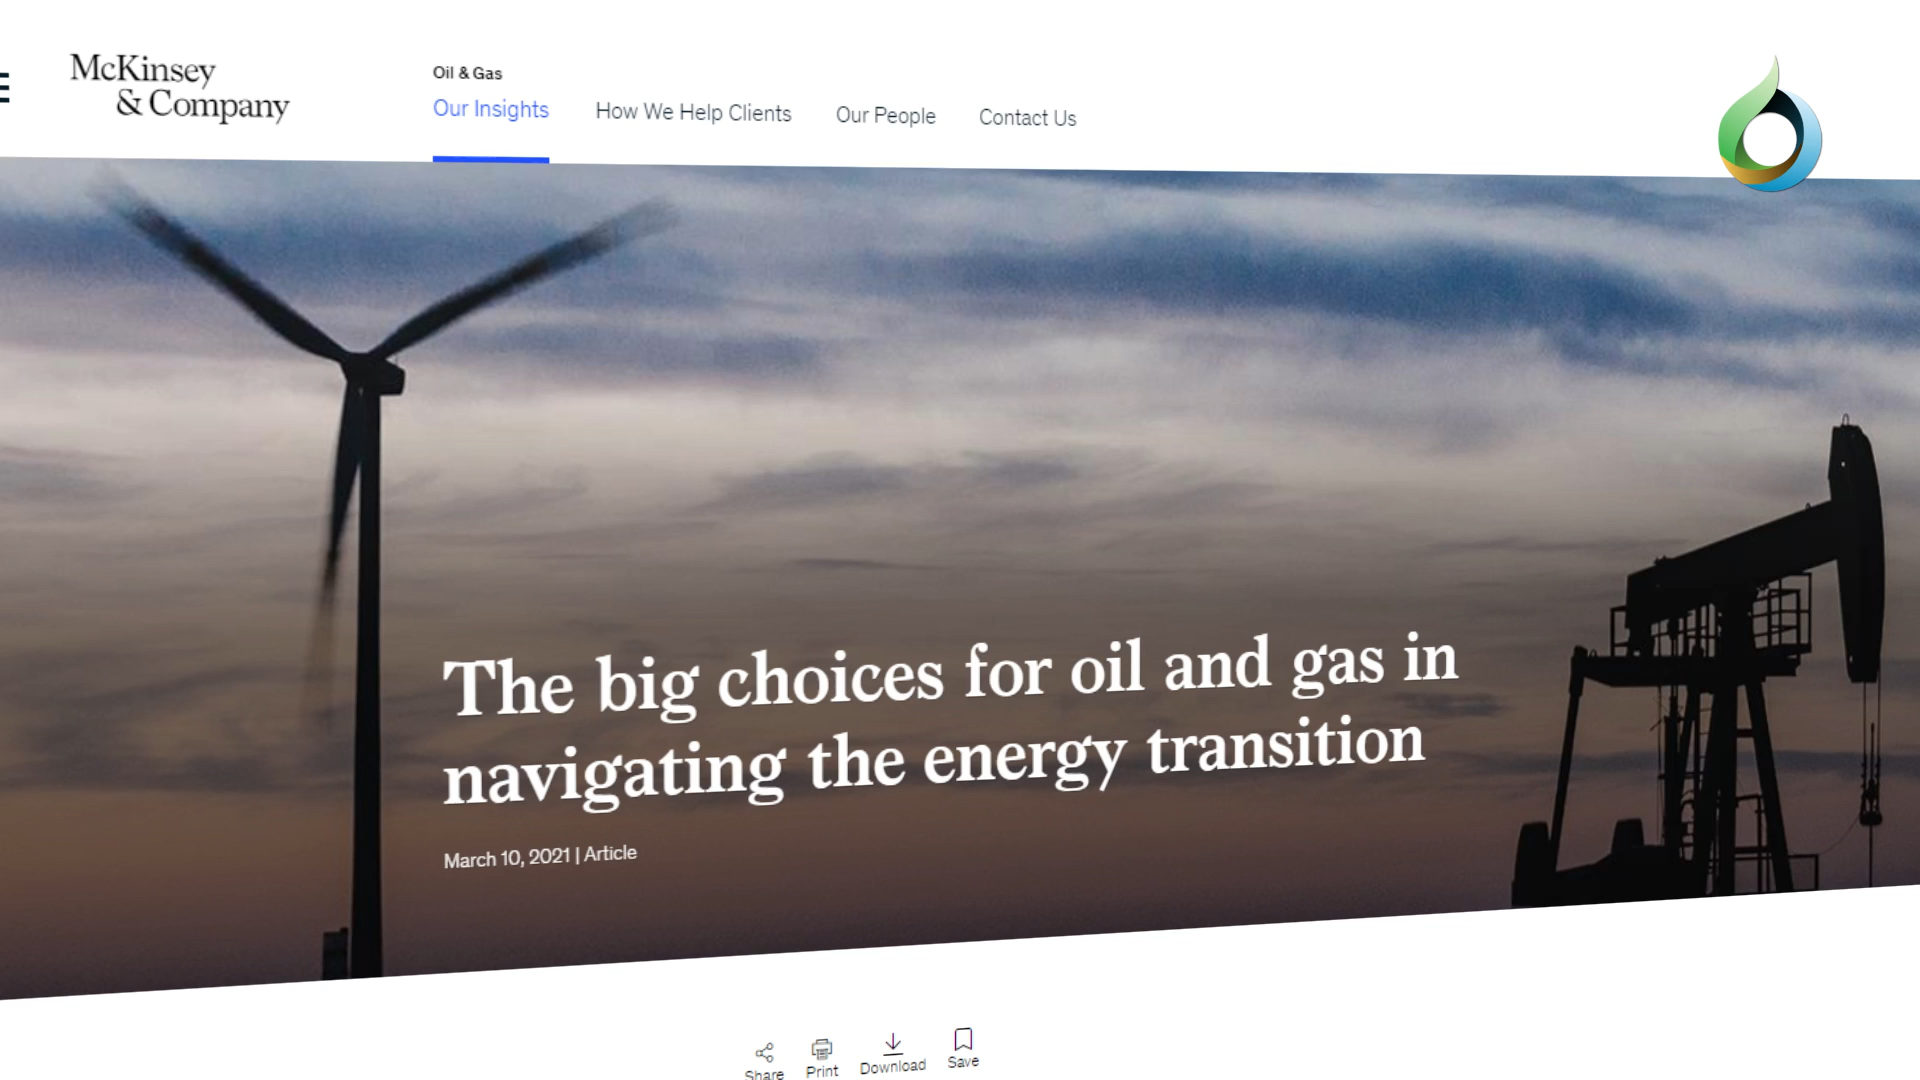 McKinsey
& Company
Oil & Gas
Our Insights
How We Help Clients
Our People
Contact Us
The big choices for oil and gas in
navigating the energy transition
March 10, 2021 | Article
Share
Print
Download
Save